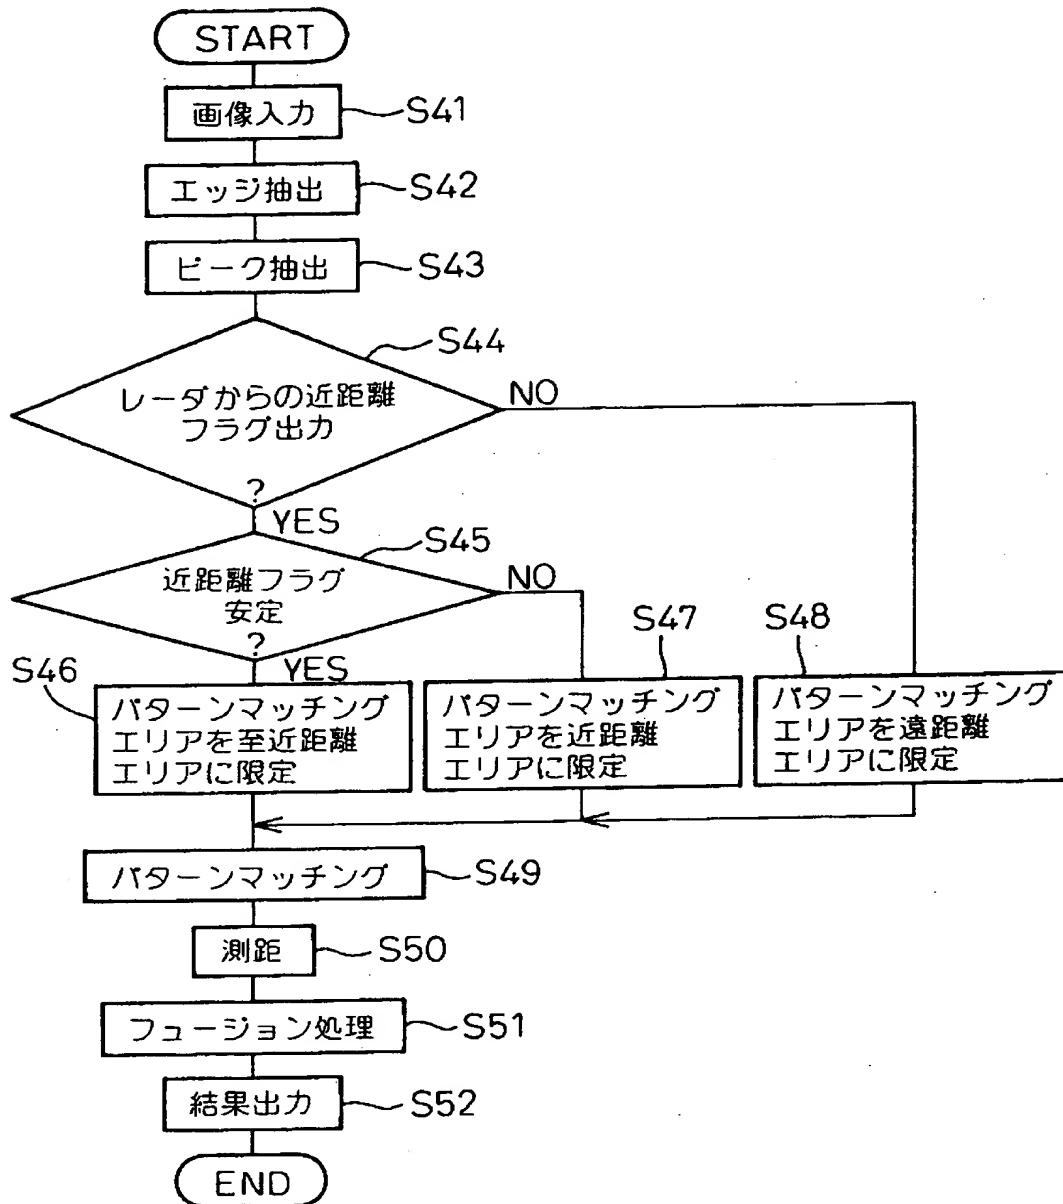 START
画像入力
S41
エッジ抽出
S42
ピーク抽出
S43
S44
レーダからの近距離
フラグ出力
?
NO
YES
S45
近距離フラグ
安定
?
NO
YES
S46
パターンマッチング
エリアを至近距離
エリアに限定
S47
パターンマッチング
エリアを近距離
エリアに限定
S48
パターンマッチング
エリアを遠距離
エリアに限定
パターンマッチング
S49
測距
S50
フュージョン処理
S51
結果出力
S52
END